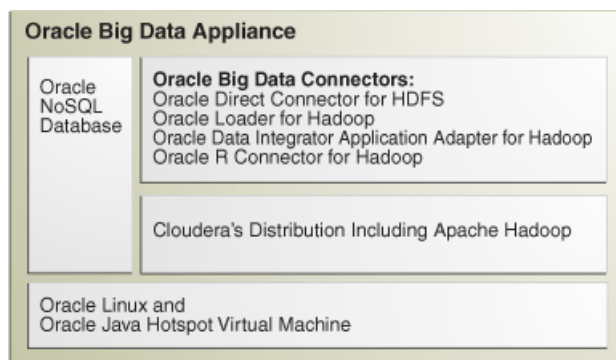 Oracle Big Data Appliance
Oracle
NoSQL
Database
Oracle Big Data Connectors:
Oracle Direct Connector for HDFS
Oracle Loader for Hadoop
Oracle Data Integrator Application Adapter for Hadoop
Oracle R Connector for Hadoop
Cloudera's Distribution Including Apache Hadoop
Oracle Linux and
Oracle Java Hotspot Virtual Machine